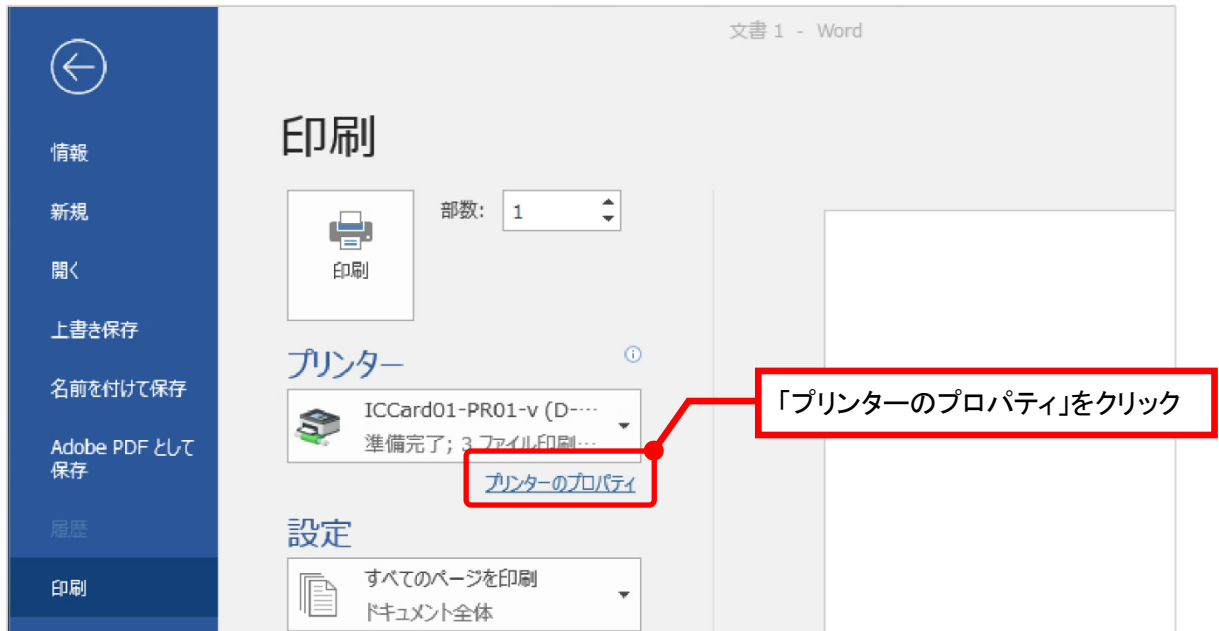 文書 1 - Word
情報
新規
開く
上書き保存
名前を付けて保存
Adobe PDF として
保存
履歴
印刷
印刷
印刷
部数: 1
プリンター
ICCard01-PR01-v (D-…
準備完了; 3 ファイル印刷…
プリンターのプロパティ
「プリンターのプロパティ」をクリック
設定
すべてのページを印刷
ドキュメント全体